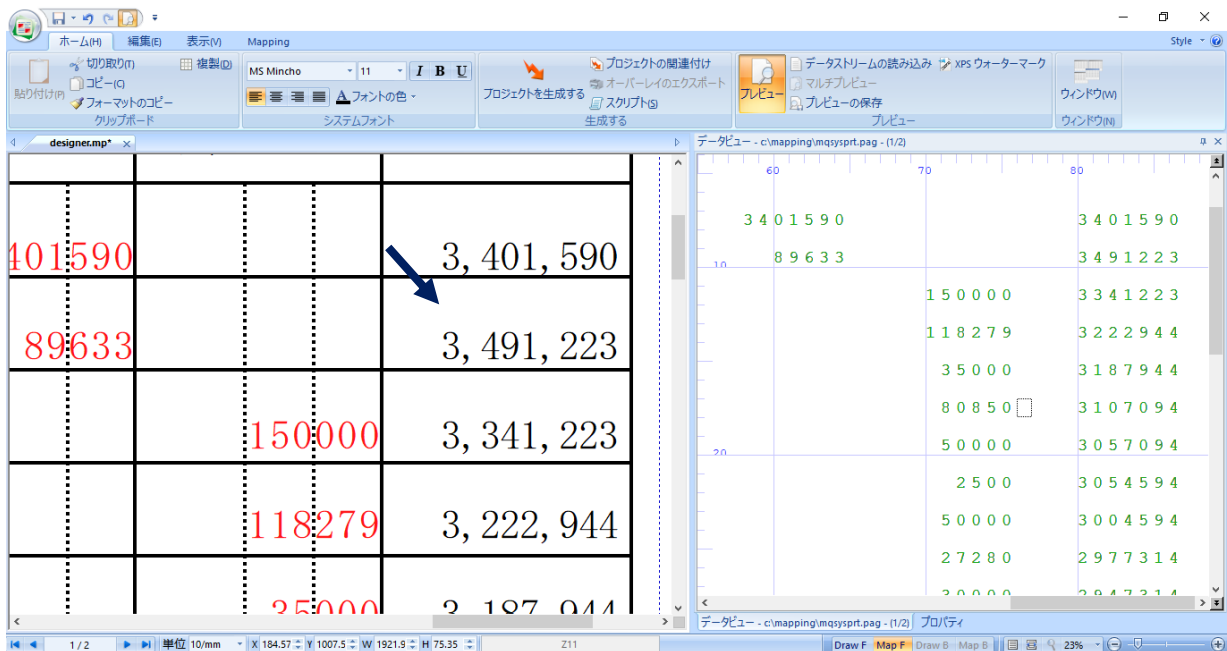 ホーム(H) 編集(E) 表示(V) Mapping Style
貼り付け(P)
切り取り(T)
コピー(C)
フォーマットのコピー
複製(D)
クリップボード
MS Mincho 11 I B U
A フォントの色
システムフォント
プロジェクトを生成する
プロジェクトの関連付け
オーバーレイのエクスポート
スクリプト(S)
生成する
プレビュー
データストリームの読み込み XPS ウォーターマーク
マルチプレビュー
プレビューの保存
プレビュー
ウィンドウ(W)
ウィンドウ(N)
designer.mp*
401590 3,401,590
89633 3,491,223
150000 3,341,223
118279 3,222,944
35000 3,187,944
データビュー - c:\mapping\mqsysprt.pag - (1/2)
60 70 80
3401590 3401590
89633 3491223
10
150000 3341223
118279 3222944
35000 3187944
80850 3107094
50000 3057094
20
2500 3054594
50000 3004594
27280 2977314
30000 2947314
データビュー - c:\mapping\mqsysprt.pag - (1/2) プロパティ
1 / 2 単位 10/mm X 184.57 Y 1007.5 W 1921.9 H 75.35 Z11 Draw F Map F Draw B Map B 23%